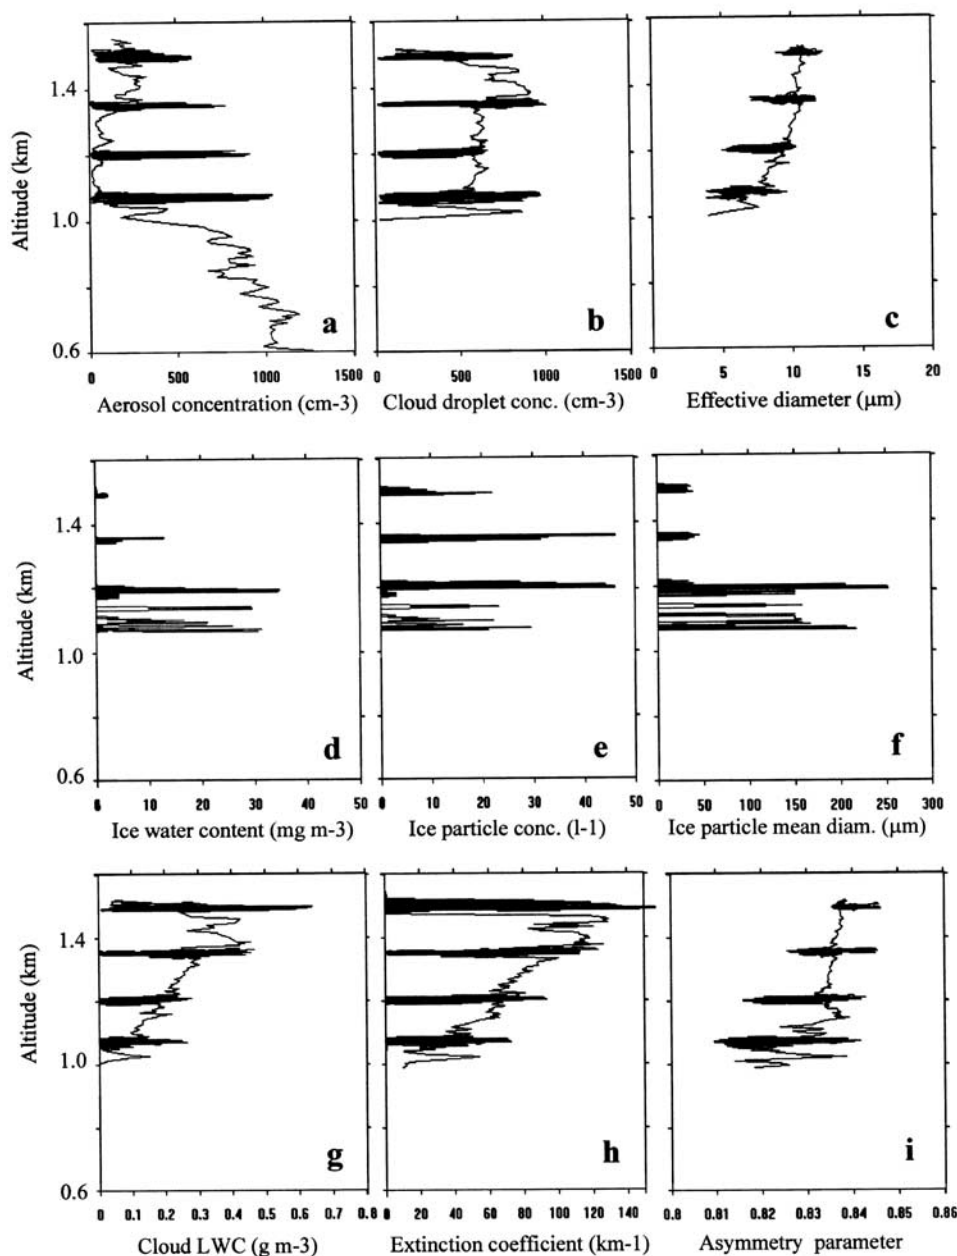 1.4
1.0
0.6
Altitude (km)
a
b
c
0 500 1000 1500
0 500 1000 1500
0 5 10 15 20
Aerosol concentration (cm-3)
Cloud droplet conc. (cm-3)
Effective diameter (μm)
1.4
1.0
0.6
Altitude (km)
d
e
f
10 20 30 40 50
10 20 30 40 50
0 50 100 150 200 250 300
Ice water content (mg m-3)
Ice particle conc. (l-1)
Ice particle mean diam. (μm)
1.4
1.0
0.6
Altitude (km)
g
h
i
0 0.1 0.2 0.3 0.4 0.5 0.6 0.7 0.8
0 20 40 60 80 100 120 140
0.8 0.81 0.82 0.83 0.84 0.85 0.86
Cloud LWC (g m-3)
Extinction coefficient (km-1)
Asymmetry parameter